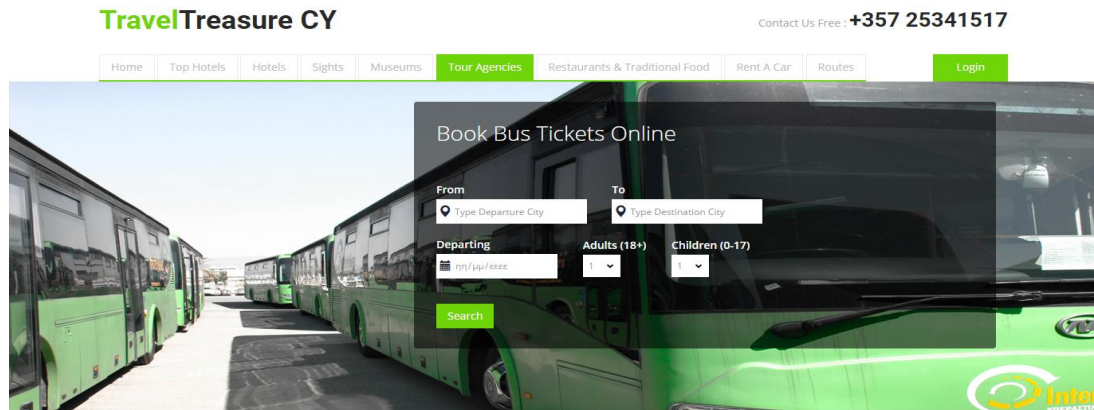 TravelTreasure CY
Contact Us Free : +357 25341517
Home Top Hotels Hotels Sights Museums Tour Agencies Restaurants & Traditional Food Rent A Car Routes Login
Book Bus Tickets Online
From To
Type Departure City Type Destination City
Departing Adults (18+) Children (0-17)
ηη/μμ/εεεε 1 1
Search
Inter